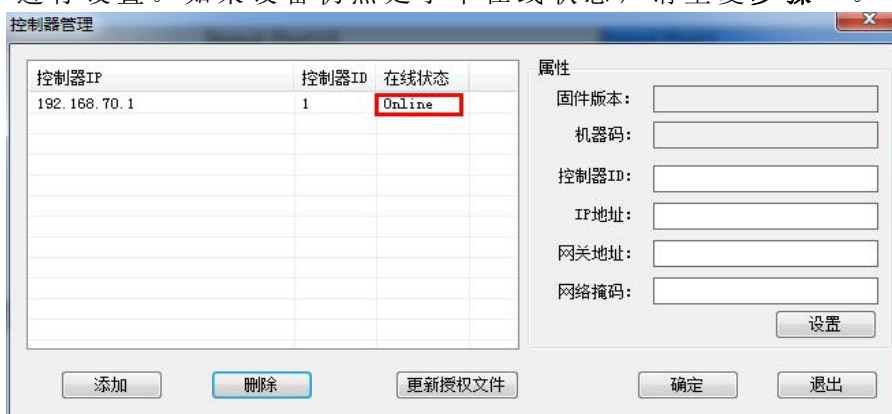 控制器管理
控制器IP 控制器ID 在线状态
192.168.70.1 1 Online
属性
固件版本：
机器码：
控制器ID：
IP地址：
网关地址：
网络掩码：
设置
添加 删除 更新授权文件 确定 退出